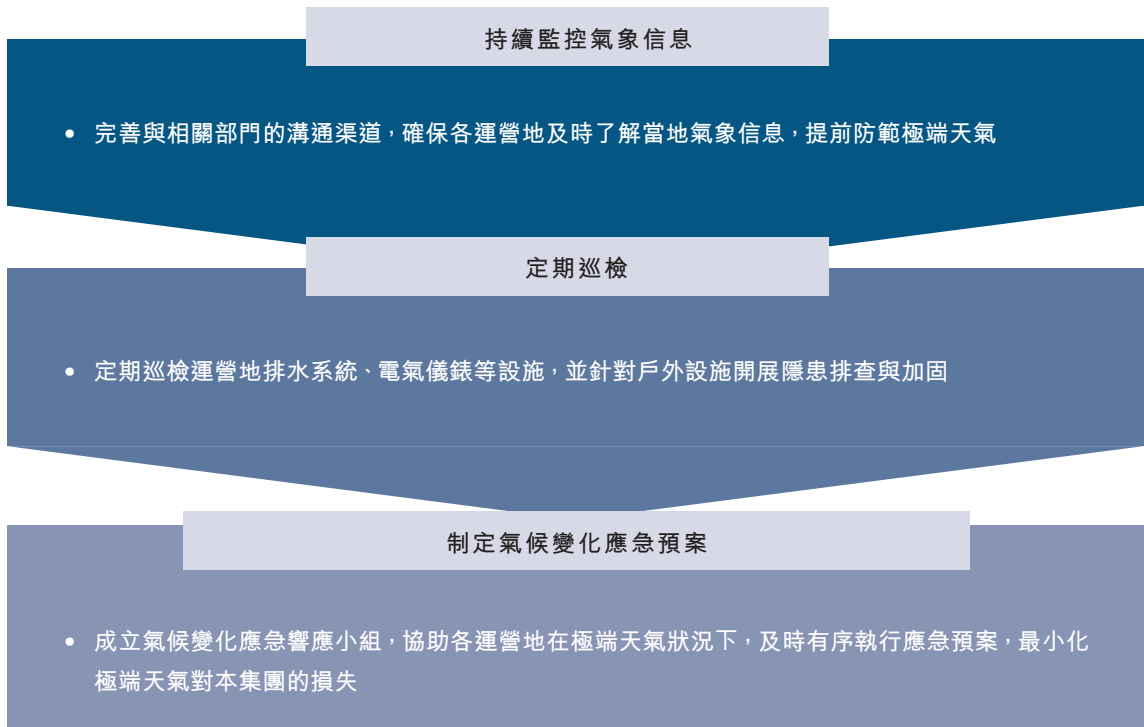 持續監控氣象信息
• 完善與相關部門的溝通渠道，確保各運營地及時了解當地氣象信息，提前防範極端天氣
定期巡檢
• 定期巡檢運營地排水系統、電氣儀錶等設施，並針對戶外設施開展隱患排查與加固
制定氣候變化應急預案
• 成立氣候變化應急響應小組，協助各運營地在極端天氣狀況下，及時有序執行應急預案，最小化
極端天氣對本集團的損失